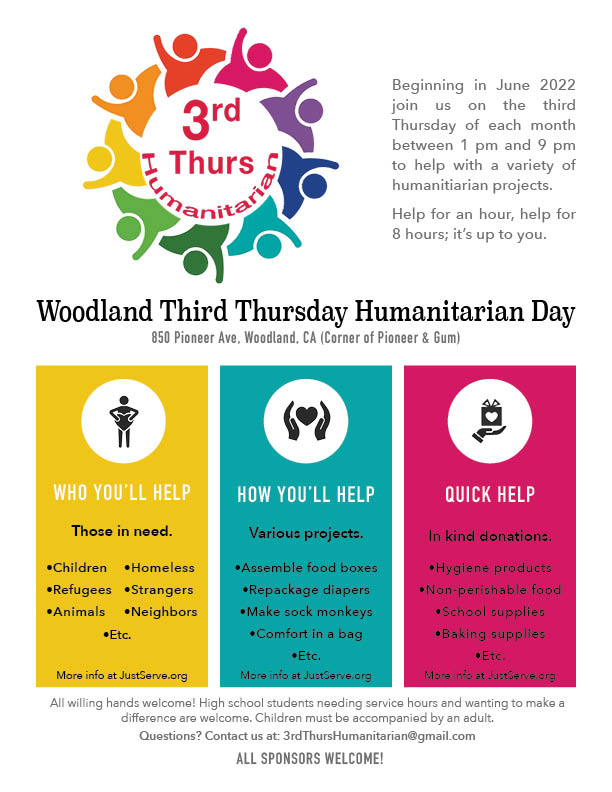 3rd
Thurs
Humanitarian
Beginning in June 2022
join us on the third
Thursday of each month
between 1 pm and 9 pm
to help with a variety of
humanitiarian projects.
Help for an hour, help for
8 hours; it's up to you.
Woodland Third Thursday Humanitarian Day
850 Pioneer Ave, Woodland, CA (Corner of Pioneer & Gum)
WHO YOU'LL HELP
Those in need.
•Children •Homeless
•Refugees •Strangers
•Animals •Neighbors
•Etc.
More info at JustServe.org
HOW YOU'LL HELP
Various projects.
•Assemble food boxes
•Repackage diapers
•Make sock monkeys
•Comfort in a bag
•Etc.
More info at JustServe.org
QUICK HELP
In kind donations.
•Hygiene products
•Non-perishable food
•School supplies
•Baking supplies
•Etc.
More info at JustServe.org
All willing hands welcome! High school students needing service hours and wanting to make a
difference are welcome. Children must be accompanied by an adult.
Questions? Contact us at: 3rdThursHumanitarian@gmail.com
ALL SPONSORS WELCOME!